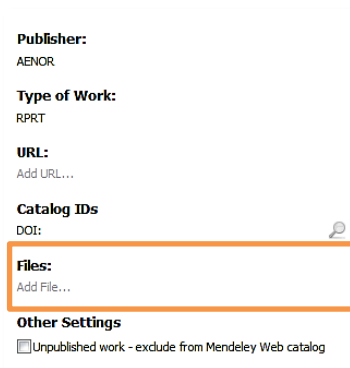 Publisher:
AENOR
Type of Work:
RPRT
URL:
Add URL...
Catalog IDs
DOI:
Files:
Add File...
Other Settings
Unpublished work - exclude from Mendeley Web catalog